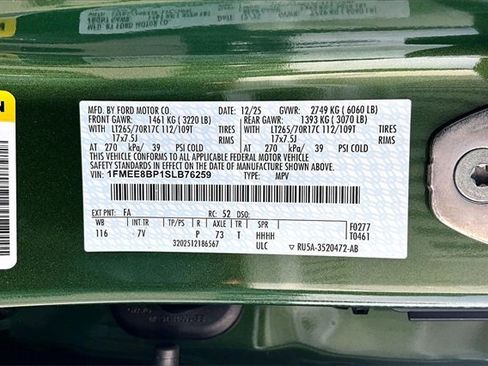 MFD. BY FORD MOTOR CO. 12/25 GVWR: 2749 KG ( 6060 LB)
FRONT GAWR: 1461 KG ( 3220 LB) REAR GAWR: 1393 KG ( 3070 LB)
WITH LT265/70R17C 112/109T WITH LT265/70R17C 112/109T
17x7.5J 17x7.5J
AT 270 kPa/ 39 PSI COLD AT 270 kPa/ 39 PSI COLD
THIS VEHICLE CONFORMS TO ALL APPLICABLE FEDERAL MOTOR VEHICLE
SAFETY STANDARDS IN EFFECT ON THE DATE OF MANUFACTURE SHOWN ABOVE.
VIN: 1FMEE8BP1SLB76259 TYPE: MPV
EXT PNT: FA RC: 52 DSO:
WB INT TR TP/PS R AXLE TR SPR F0277
116 7V P 73 T HHHH T0461
3202512186567 ULC RU5A-3520472-AB